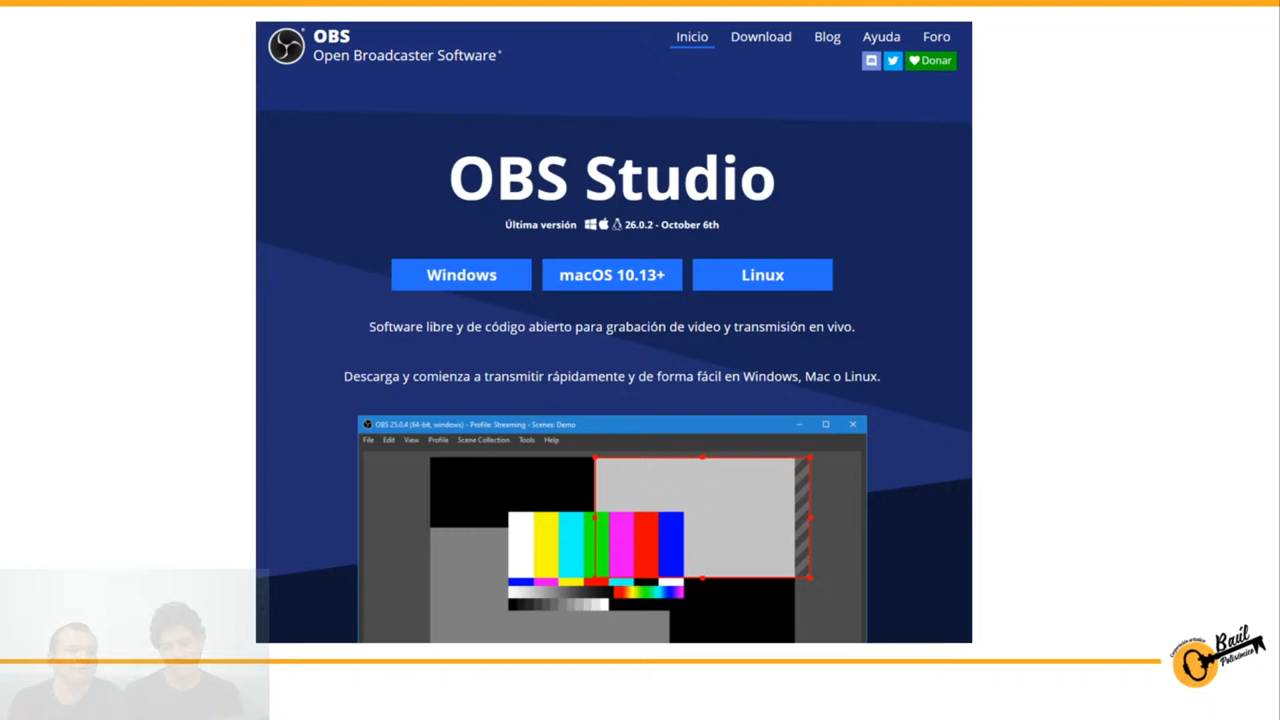 OBS
Open Broadcaster Software
Inicio
Download
Blog
Ayuda
Foro
Donar
OBS Studio
Última versión 26.0.2 - October 6th
Windows
macOS 10.13+
Linux
Software libre y de código abierto para grabación de video y transmisión en vivo.
Descarga y comienza a transmitir rápidamente y de forma fácil en Windows, Mac o Linux.
OBS 25.0.4 (64-bit, windows) - Profile: Streaming - Scenes: Demo
File Edit View Profile Scene Collection Tools Help
Corporación artística
Baúl
Polisónico